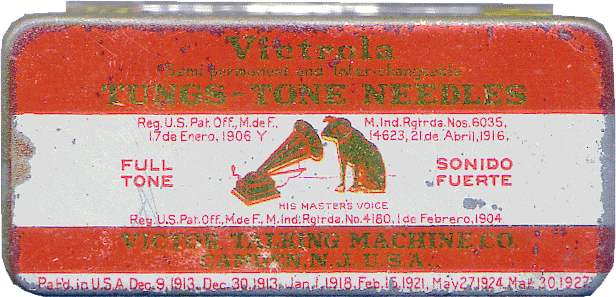 Victrola
Semi permanent and Inter-changeable
TUNGS-TONE NEEDLES
Reg. U.S. Pat. Off., M. de F., M. Ind. Rgtrda. Nos. 6035,
17 de Enero, 1906 Y 14623, 21 de Abril, 1916,
FULL TONE
SONIDO FUERTE
HIS MASTER'S VOICE
Reg. U.S. Pat. Off., M. de F., M. Ind. Rgtrda. No. 4180, 1 de Febrero, 1904
VICTOR TALKING MACHINE CO.
CAMDEN, N.J. U.S.A.
Pat'd. in U.S.A. Dec. 9, 1913, Dec. 30, 1913, Jan. 1, 1918, Feb. 15, 1921, May 27, 1924, Mar. 30, 1927